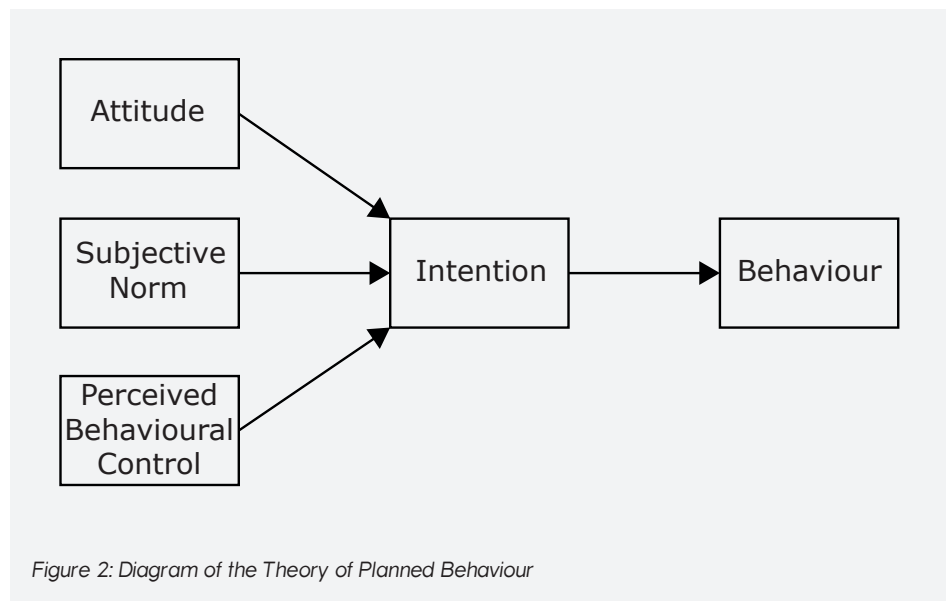 Attitude
Subjective
Norm
Perceived
Behavioural
Control
Intention
Behaviour
Figure 2: Diagram of the Theory of Planned Behaviour